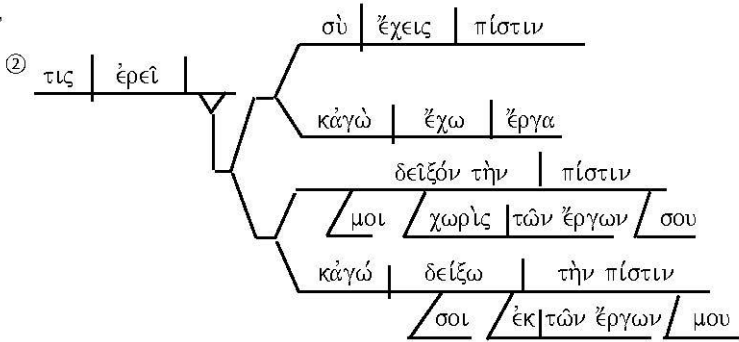 σὺ ἔχεις πίστιν
② τις ἐρεῖ
κἀγὼ ἔχω ἔργα
δεῖξόν τὴν πίστιν
μοι χωρὶς τῶν ἔργων σου
κἀγώ δείξω τὴν πίστιν
σοι ἐκ τῶν ἔργων μου